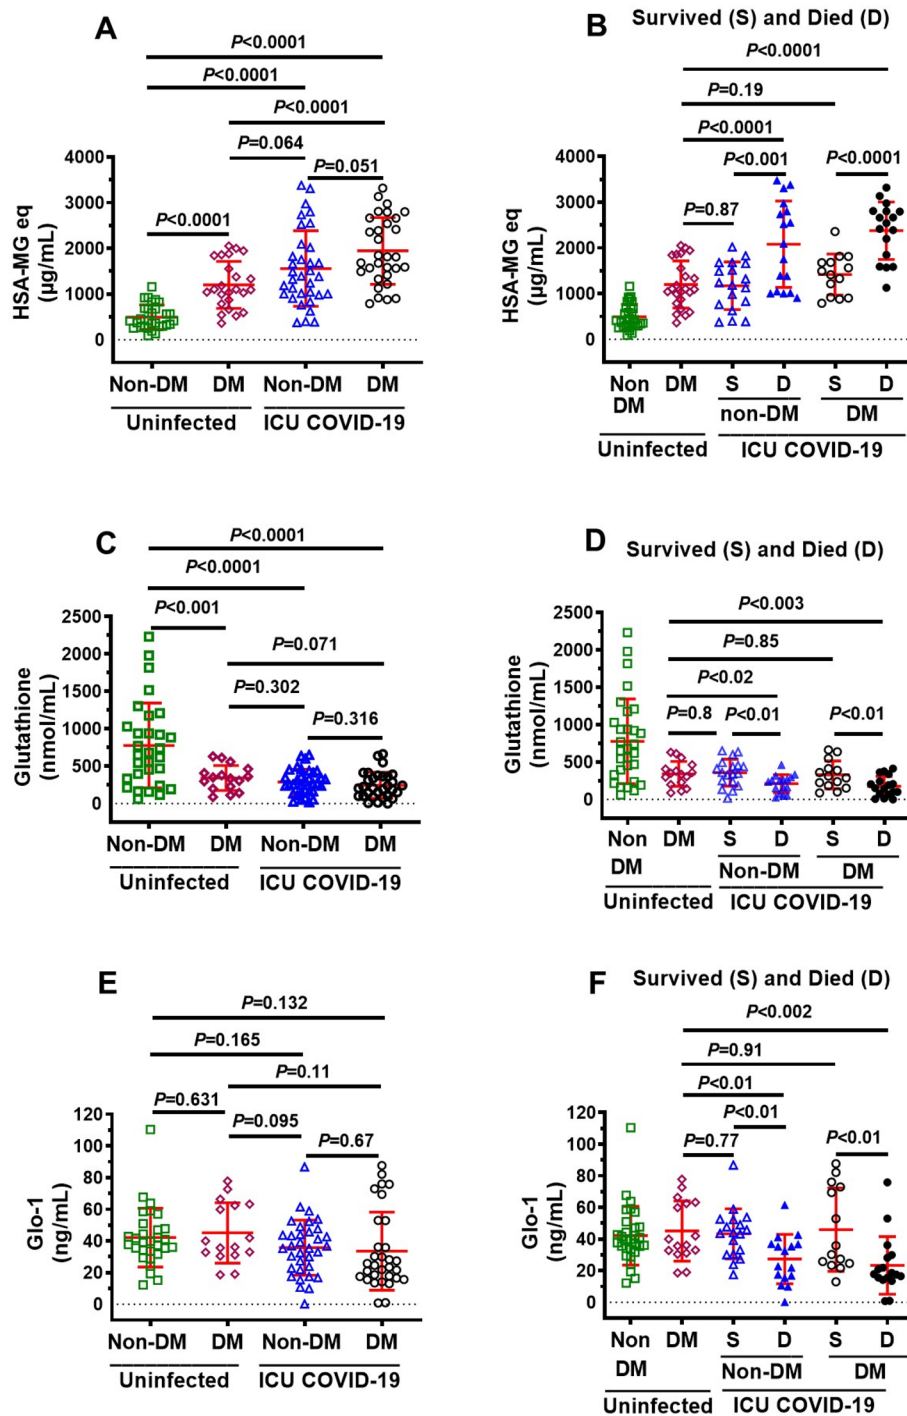 A
P<0.0001
P<0.0001
P<0.0001
P=0.064
P=0.051
P<0.0001
HSA-MG eq
(µg/mL)
4000
3000
2000
1000
0
Non-DM DM Non-DM DM
Uninfected ICU COVID-19
B
Survived (S) and Died (D)
P<0.0001
P=0.19
P<0.0001
P<0.001 P<0.0001
P=0.87
HSA-MG eq
(µg/mL)
4000
3000
2000
1000
0
Non DM S D S D
DM non-DM DM
Uninfected ICU COVID-19
C
P<0.0001
P<0.0001
P<0.001
P=0.071
P=0.302
P=0.316
Glutathione
(nmol/mL)
2500
2000
1500
1000
500
0
Non-DM DM Non-DM DM
Uninfected ICU COVID-19
D
Survived (S) and Died (D)
P<0.003
P=0.85
P<0.02
P=0.8 P<0.01 P<0.01
Glutathione
(nmol/mL)
2500
2000
1500
1000
500
0
Non DM S D S D
DM Non-DM DM
Uninfected ICU COVID-19
E
P=0.132
P=0.165
P=0.11
P=0.631
P=0.095
P=0.67
Glo-1
(ng/mL)
120
100
80
60
40
20
0
Non-DM DM Non-DM DM
Uninfected ICU COVID-19
F
Survived (S) and Died (D)
P<0.002
P=0.91
P<0.01
P<0.01
P=0.77 P<0.01
Glo-1
(ng/mL)
120
100
80
60
40
20
0
Non DM S D S D
DM Non-DM DM
Uninfected ICU COVID-19